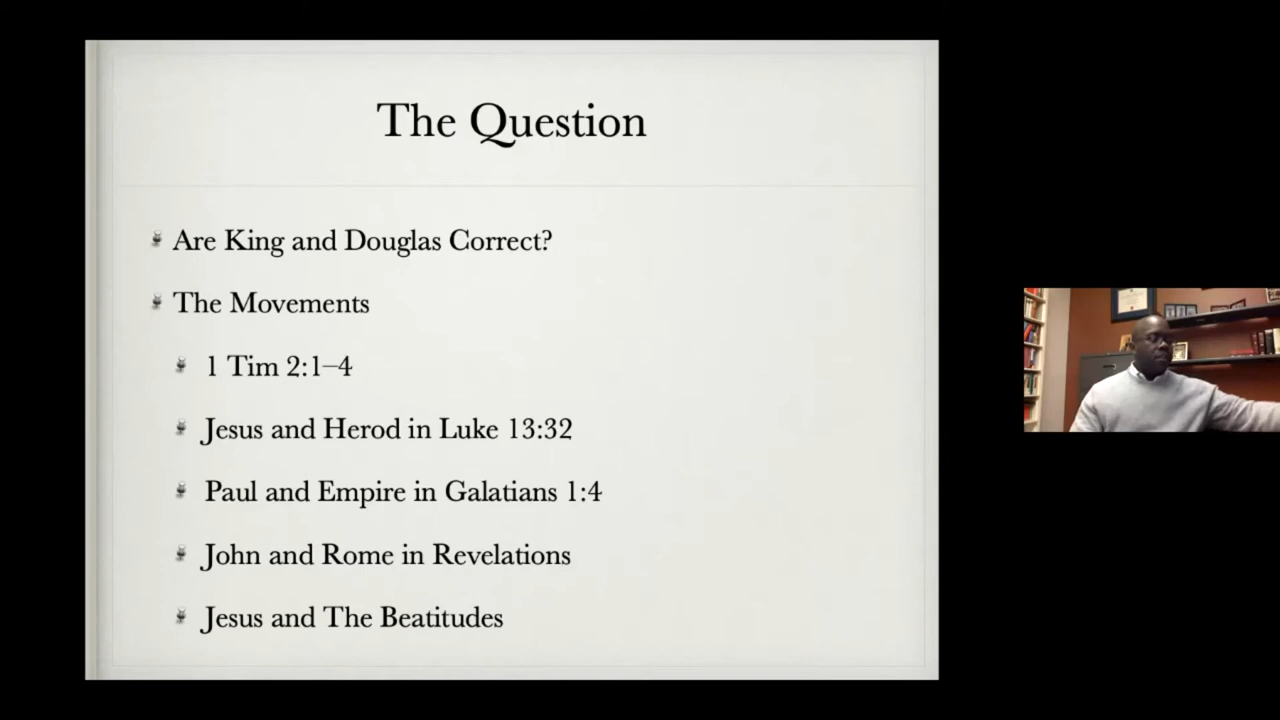 The Question
Are King and Douglas Correct?
The Movements
1 Tim 2:1–4
Jesus and Herod in Luke 13:32
Paul and Empire in Galatians 1:4
John and Rome in Revelations
Jesus and The Beatitudes